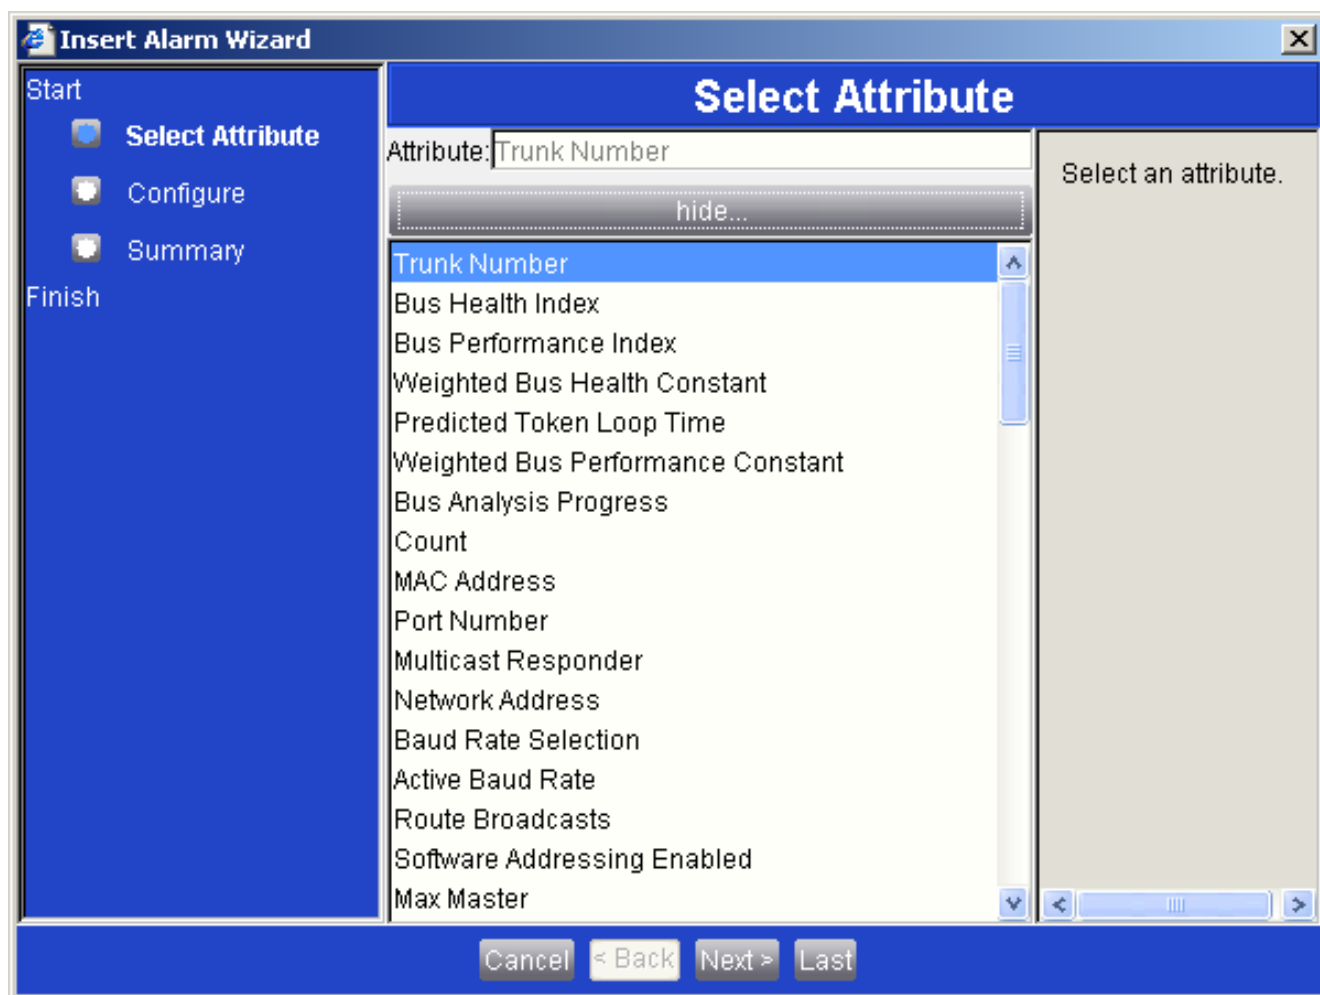 Insert Alarm Wizard
Start
Select Attribute
Configure
Summary
Finish
Select Attribute
Attribute: Trunk Number
hide...
Trunk Number
Bus Health Index
Bus Performance Index
Weighted Bus Health Constant
Predicted Token Loop Time
Weighted Bus Performance Constant
Bus Analysis Progress
Count
MAC Address
Port Number
Multicast Responder
Network Address
Baud Rate Selection
Active Baud Rate
Route Broadcasts
Software Addressing Enabled
Max Master
Select an attribute.
Cancel < Back Next > Last